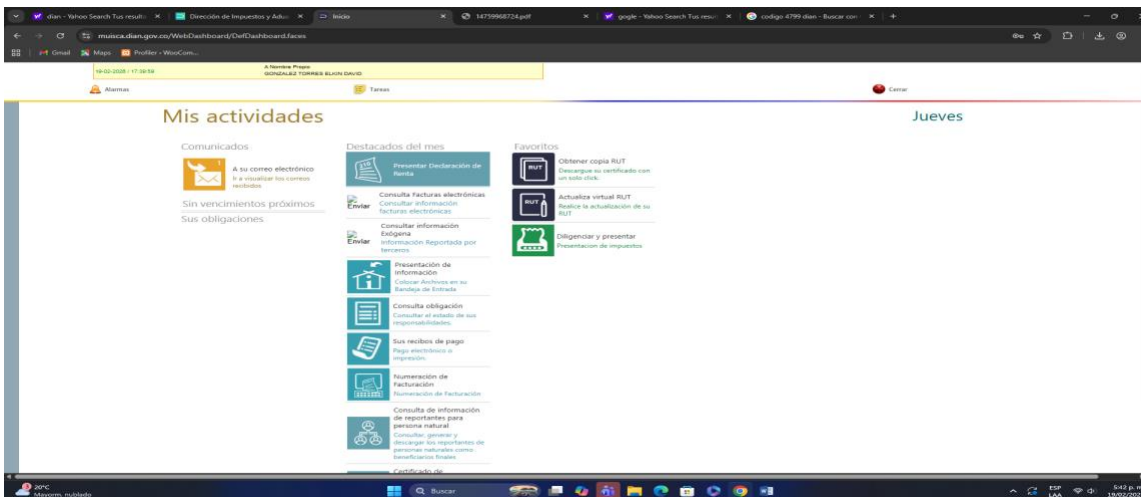 dian - Yahoo Search Tus result
Dirección de Impuestos y Adua
Inicio
14759968724.pdf
gogle - Yahoo Search Tus resu
codigo 4799 dian - Buscar con
muisca.dian.gov.co/WebDashboard/DefDashboard.faces
Gmail
Maps
Profiler ‹ WooCom...
A Nombre Propio
GONZALEZ TORRES ELKIN DAVID
Alarmas
Tareas
Cerrar
Mis actividades
Jueves
Comunicados
A su correo electrónico
Ir a visualizar los correos
recibidos
Sin vencimientos próximos
Sus obligaciones
Destacados del mes
Presentar Declaración de
Renta
Enviar
Consulta Facturas electrónicas
Consultar información
facturas electrónicas
Enviar
Consultar información
Exógena
Información Reportada por
terceros
Presentación de
Información
Colocar Archivos en su
Bandeja de Entrada
Consulta obligación
Consultar el estado de sus
responsabilidades.
Sus recibos de pago
Pago electrónico o
impresión.
Numeración de
Facturación
Numeración de Facturación
Consulta de información
de reportantes para
persona natural
Consultar, generar y
descargar los reportantes de
personas naturales como
beneficiarios finales
Certificado de
Favoritos
RUT
Obtener copia RUT
Descargue su certificado con
un solo click.
RUT
Actualiza virtual RUT
Realice la actualización de su
RUT
Diligenciar y presentar
Presentacion de impuestos
20°C
Mayorm. nublado
Buscar
ESP
LAA
5:42 p. m